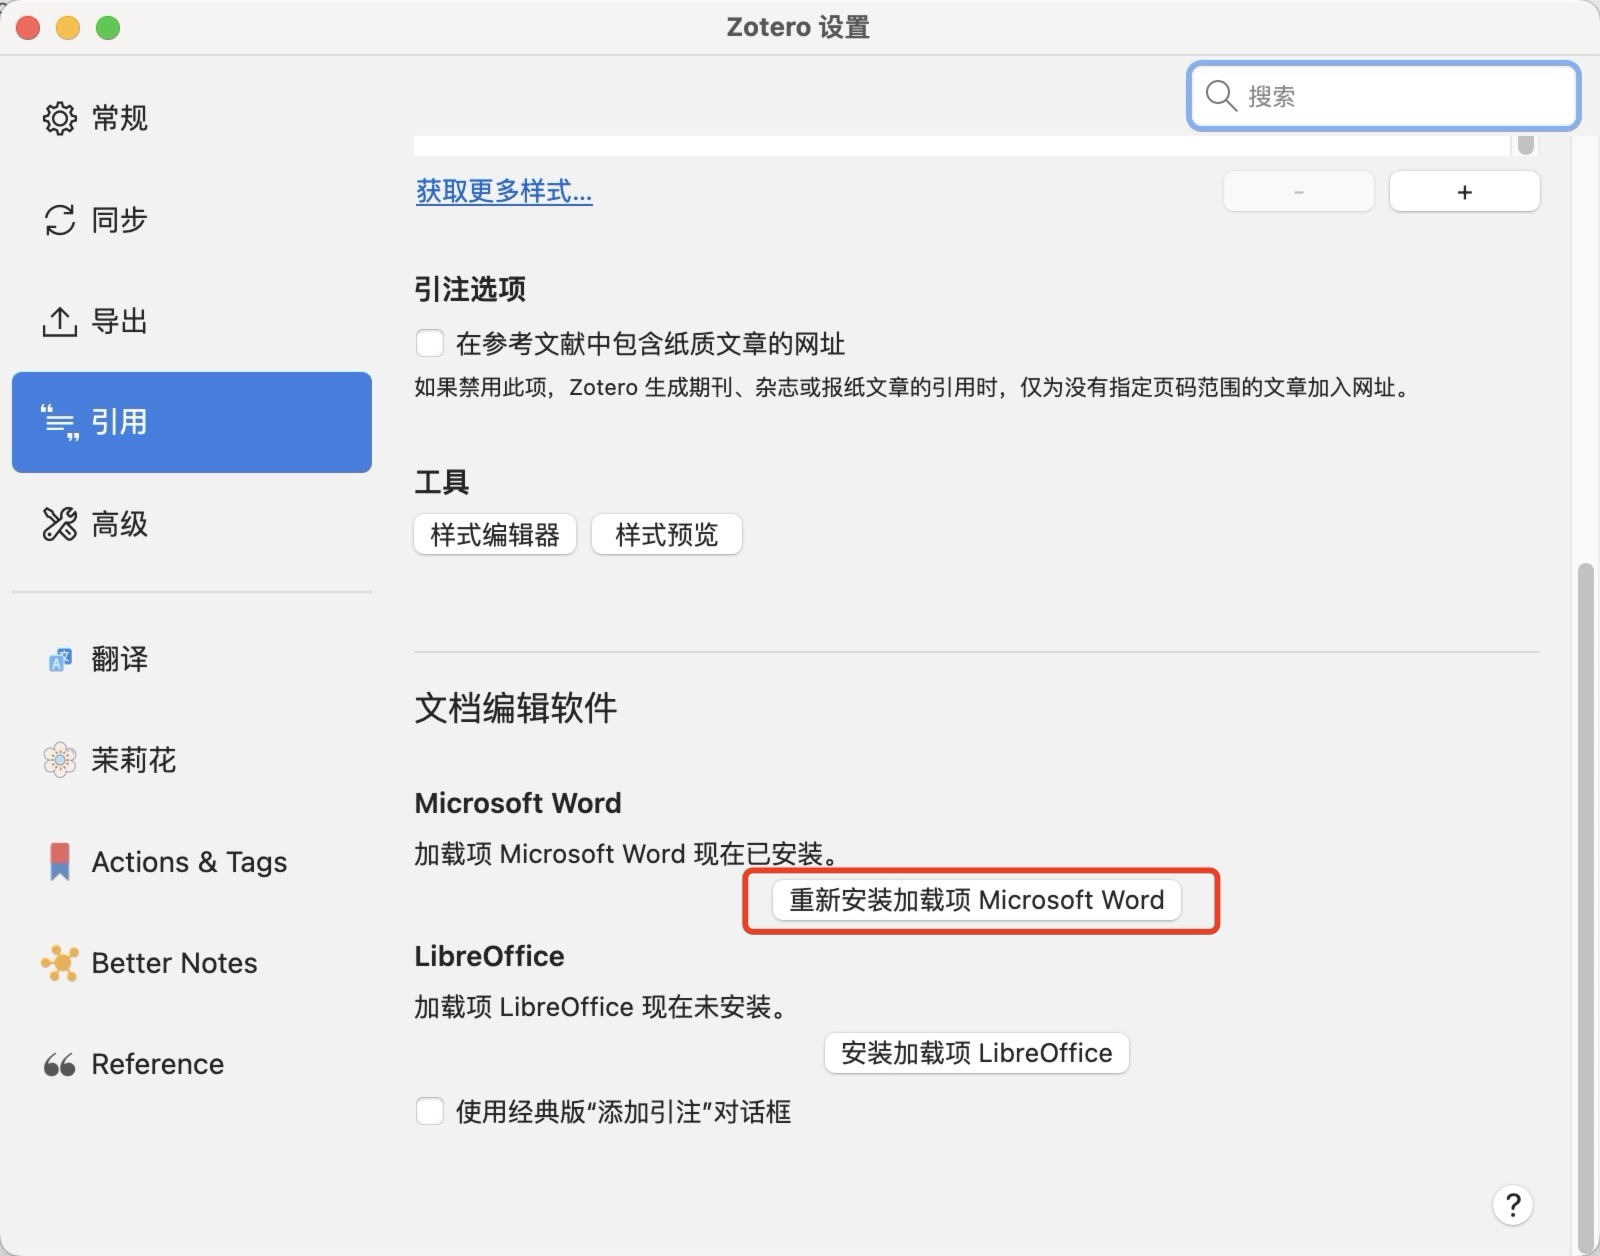 Zotero 设置
搜索
常规
同步
导出
引用
高级
翻译
茉莉花
Actions & Tags
Better Notes
Reference
获取更多样式...
-
+
引注选项
在参考文献中包含纸质文章的网址
如果禁用此项，Zotero 生成期刊、杂志或报纸文章的引用时，仅为没有指定页码范围的文章加入网址。
工具
样式编辑器 样式预览
文档编辑软件
Microsoft Word
加载项 Microsoft Word 现在已安装。
重新安装加载项 Microsoft Word
LibreOffice
加载项 LibreOffice 现在未安装。
安装加载项 LibreOffice
使用经典版“添加引注”对话框
?